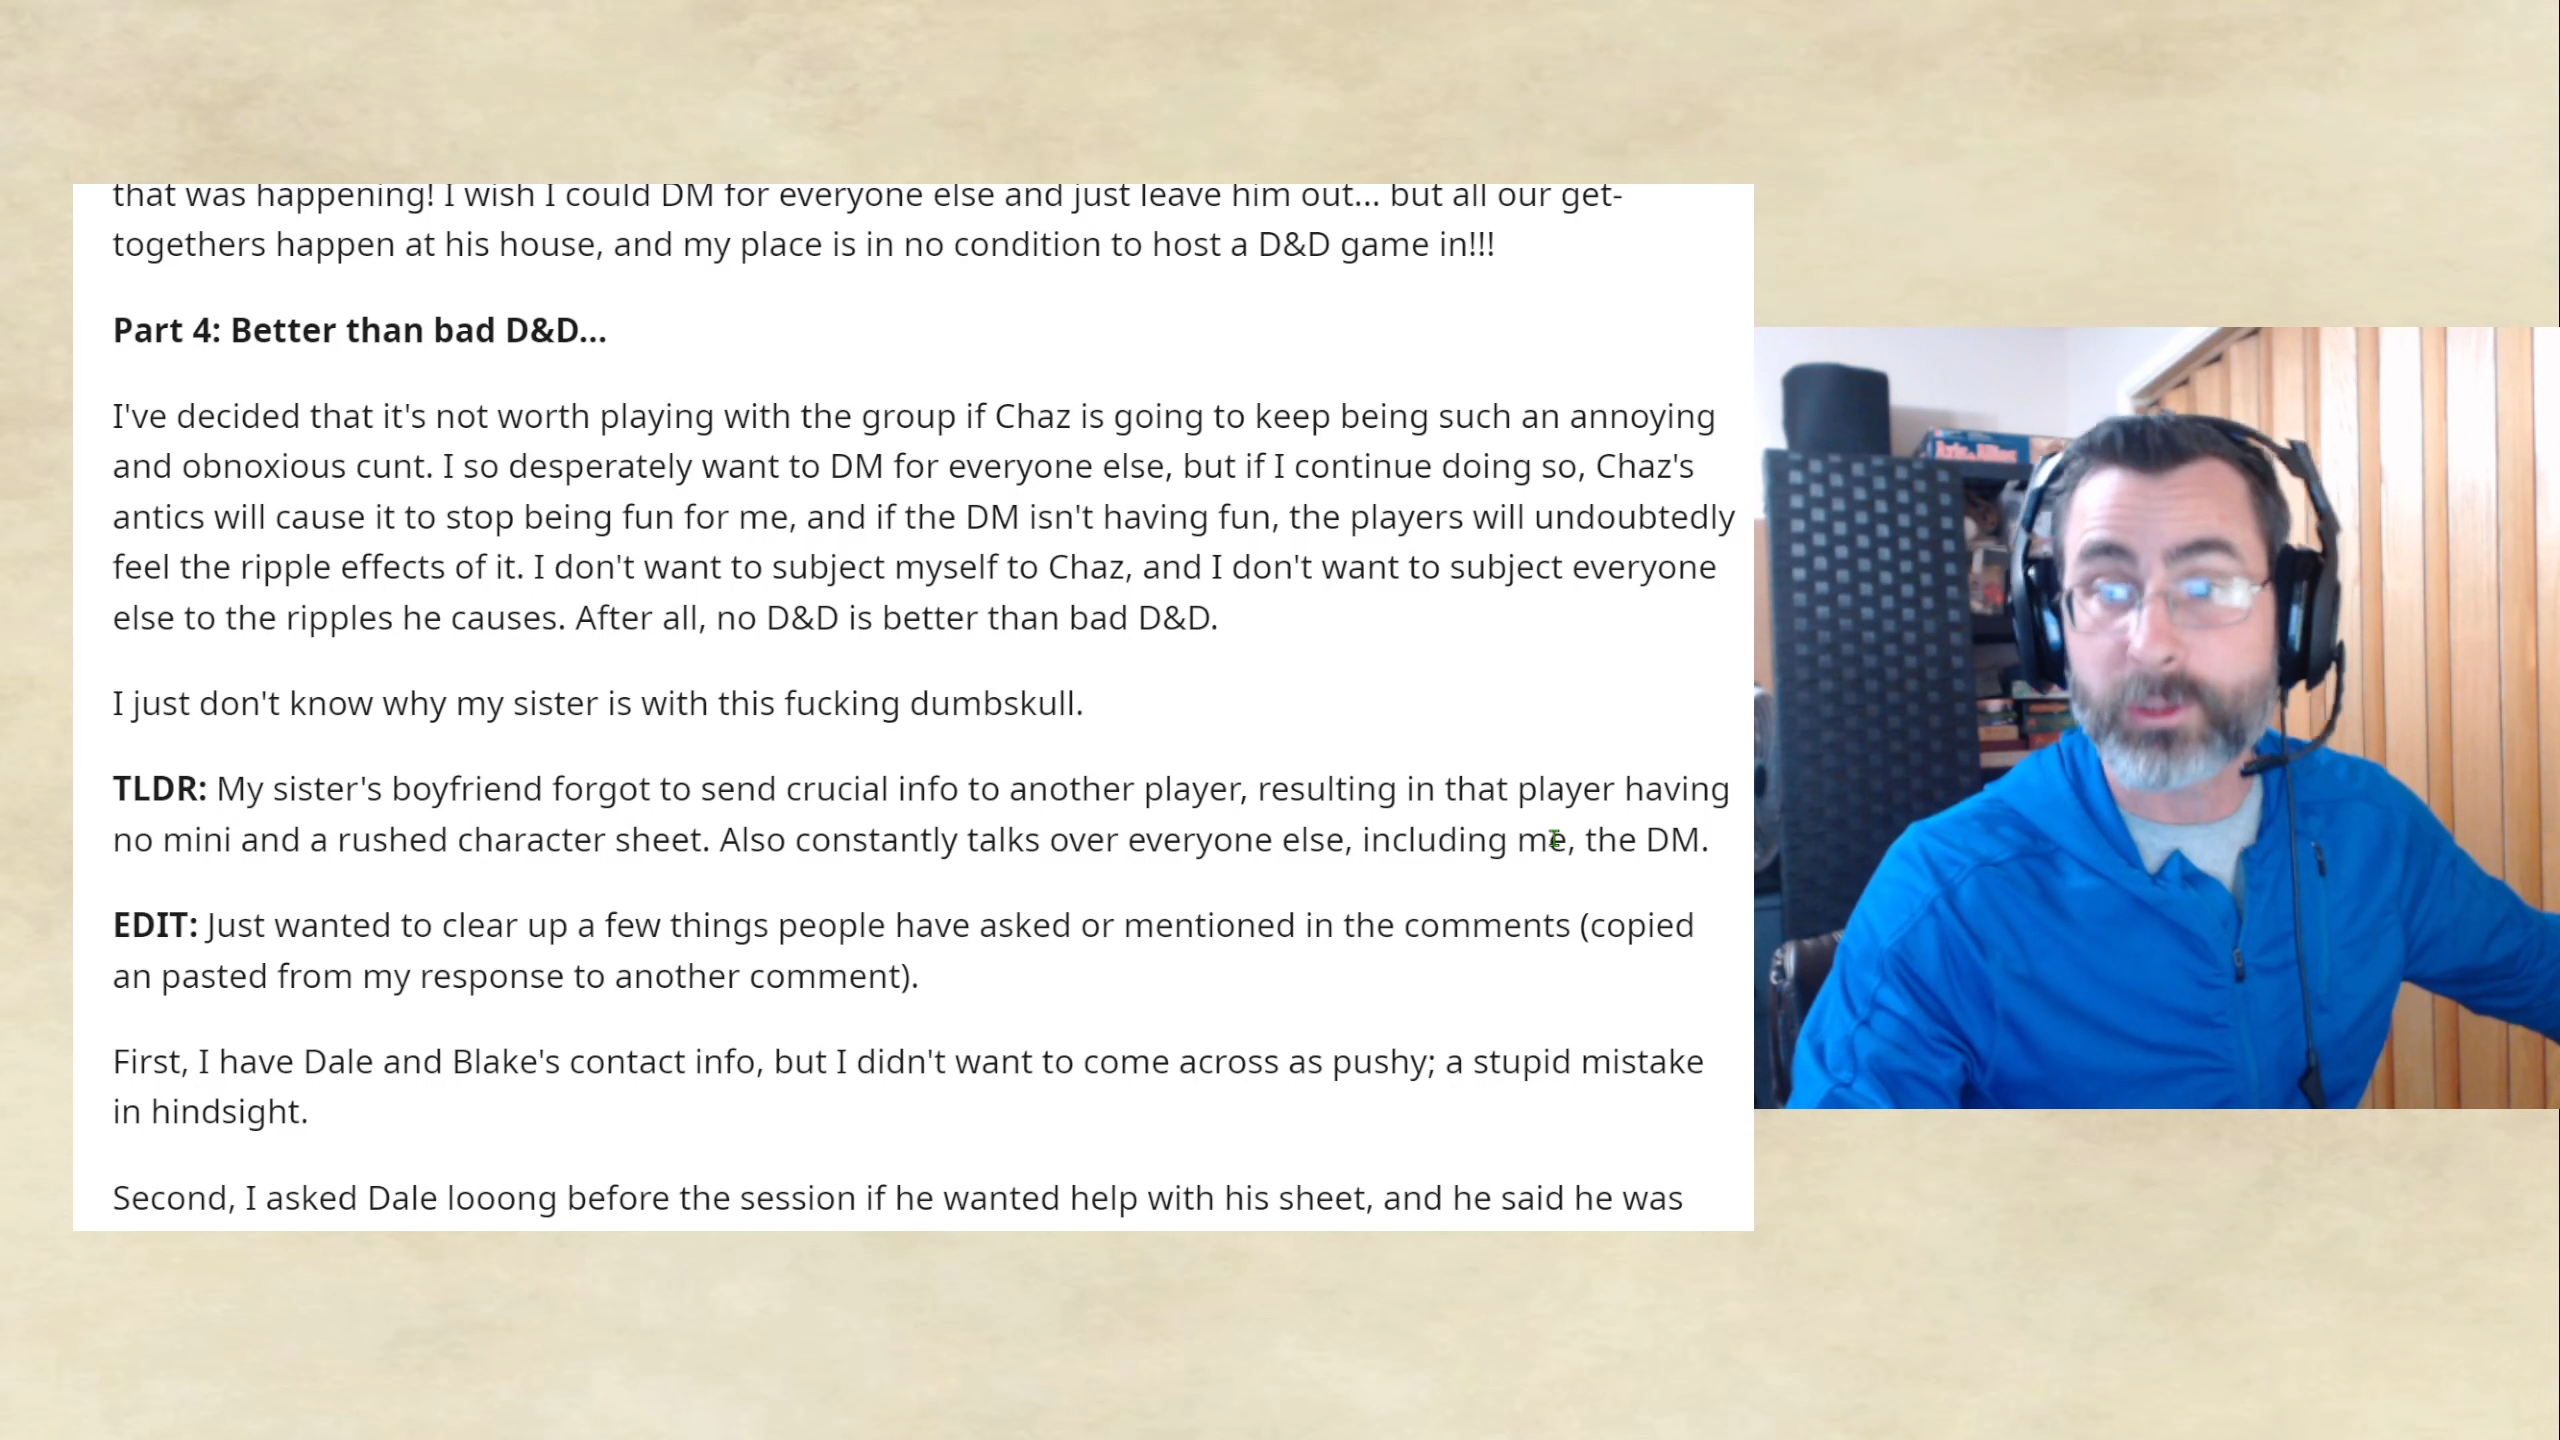 that was happening! I wish I could DM for everyone else and just leave him out... but all our get-
togethers happen at his house, and my place is in no condition to host a D&D game in!!!
Part 4: Better than bad D&D...
I've decided that it's not worth playing with the group if Chaz is going to keep being such an annoying
and obnoxious cunt. I so desperately want to DM for everyone else, but if I continue doing so, Chaz's
antics will cause it to stop being fun for me, and if the DM isn't having fun, the players will undoubtedly
feel the ripple effects of it. I don't want to subject myself to Chaz, and I don't want to subject everyone
else to the ripples he causes. After all, no D&D is better than bad D&D.
I just don't know why my sister is with this fucking dumbskull.
TLDR: My sister's boyfriend forgot to send crucial info to another player, resulting in that player having
no mini and a rushed character sheet. Also constantly talks over everyone else, including me, the DM.
EDIT: Just wanted to clear up a few things people have asked or mentioned in the comments (copied
an pasted from my response to another comment).
First, I have Dale and Blake's contact info, but I didn't want to come across as pushy; a stupid mistake
in hindsight.
Second, I asked Dale looong before the session if he wanted help with his sheet, and he said he was